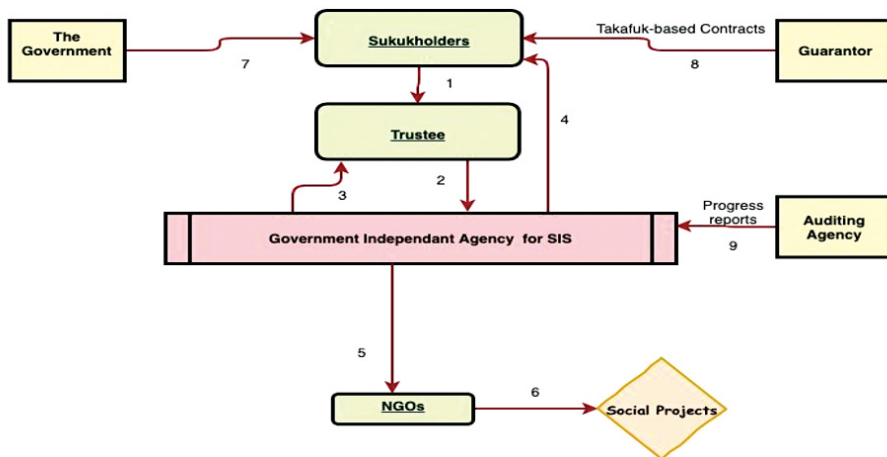 The
Government
7
Sukukholders
Takafuk-based Contracts
8
Guarantor
1
4
Trustee
3
2
Progress
reports
9
Auditing
Agency
Government Independant Agency for SIS
5
NGOs
6
Social Projects